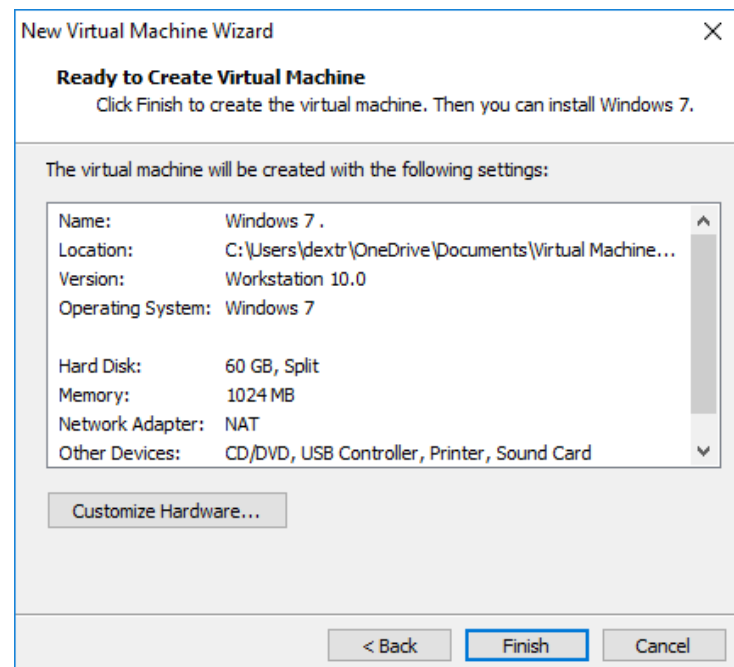 New Virtual Machine Wizard
Ready to Create Virtual Machine
Click Finish to create the virtual machine. Then you can install Windows 7.
The virtual machine will be created with the following settings:
Name: Windows 7 .
Location: C:\Users\dextr\OneDrive\Documents\Virtual Machine...
Version: Workstation 10.0
Operating System: Windows 7
Hard Disk: 60 GB, Split
Memory: 1024 MB
Network Adapter: NAT
Other Devices: CD/DVD, USB Controller, Printer, Sound Card
Customize Hardware...
< Back Finish Cancel